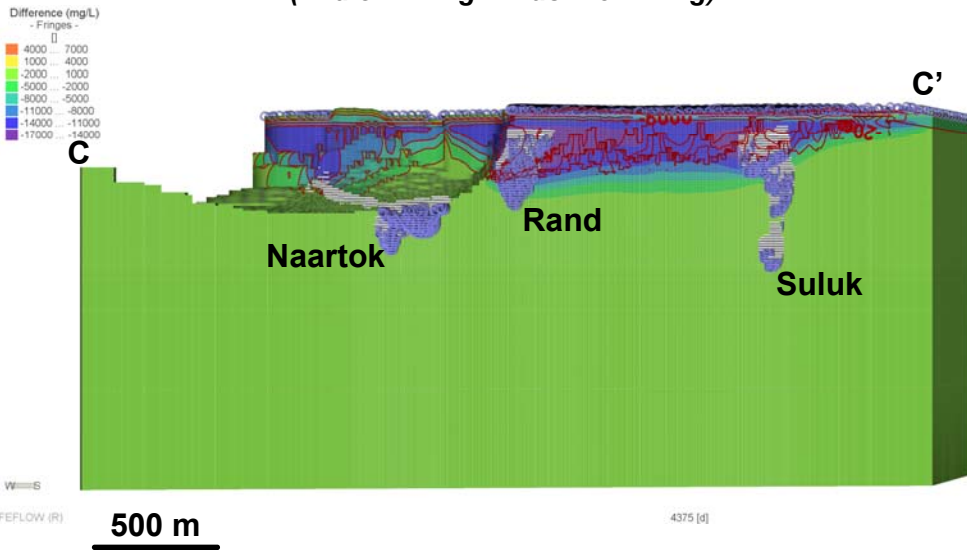 Difference (mg/L)
- Fringes -
[]
4000 ... 7000
1000 ... 4000
-2000 ... 1000
-5000 ... -2000
-8000 ... -5000
-11000 ... -8000
-14000 ... -11000
-17000 ... -14000
C
C’
Naartok
Rand
Suluk
W S
FEFLOW (R)
500 m
4375 [d]